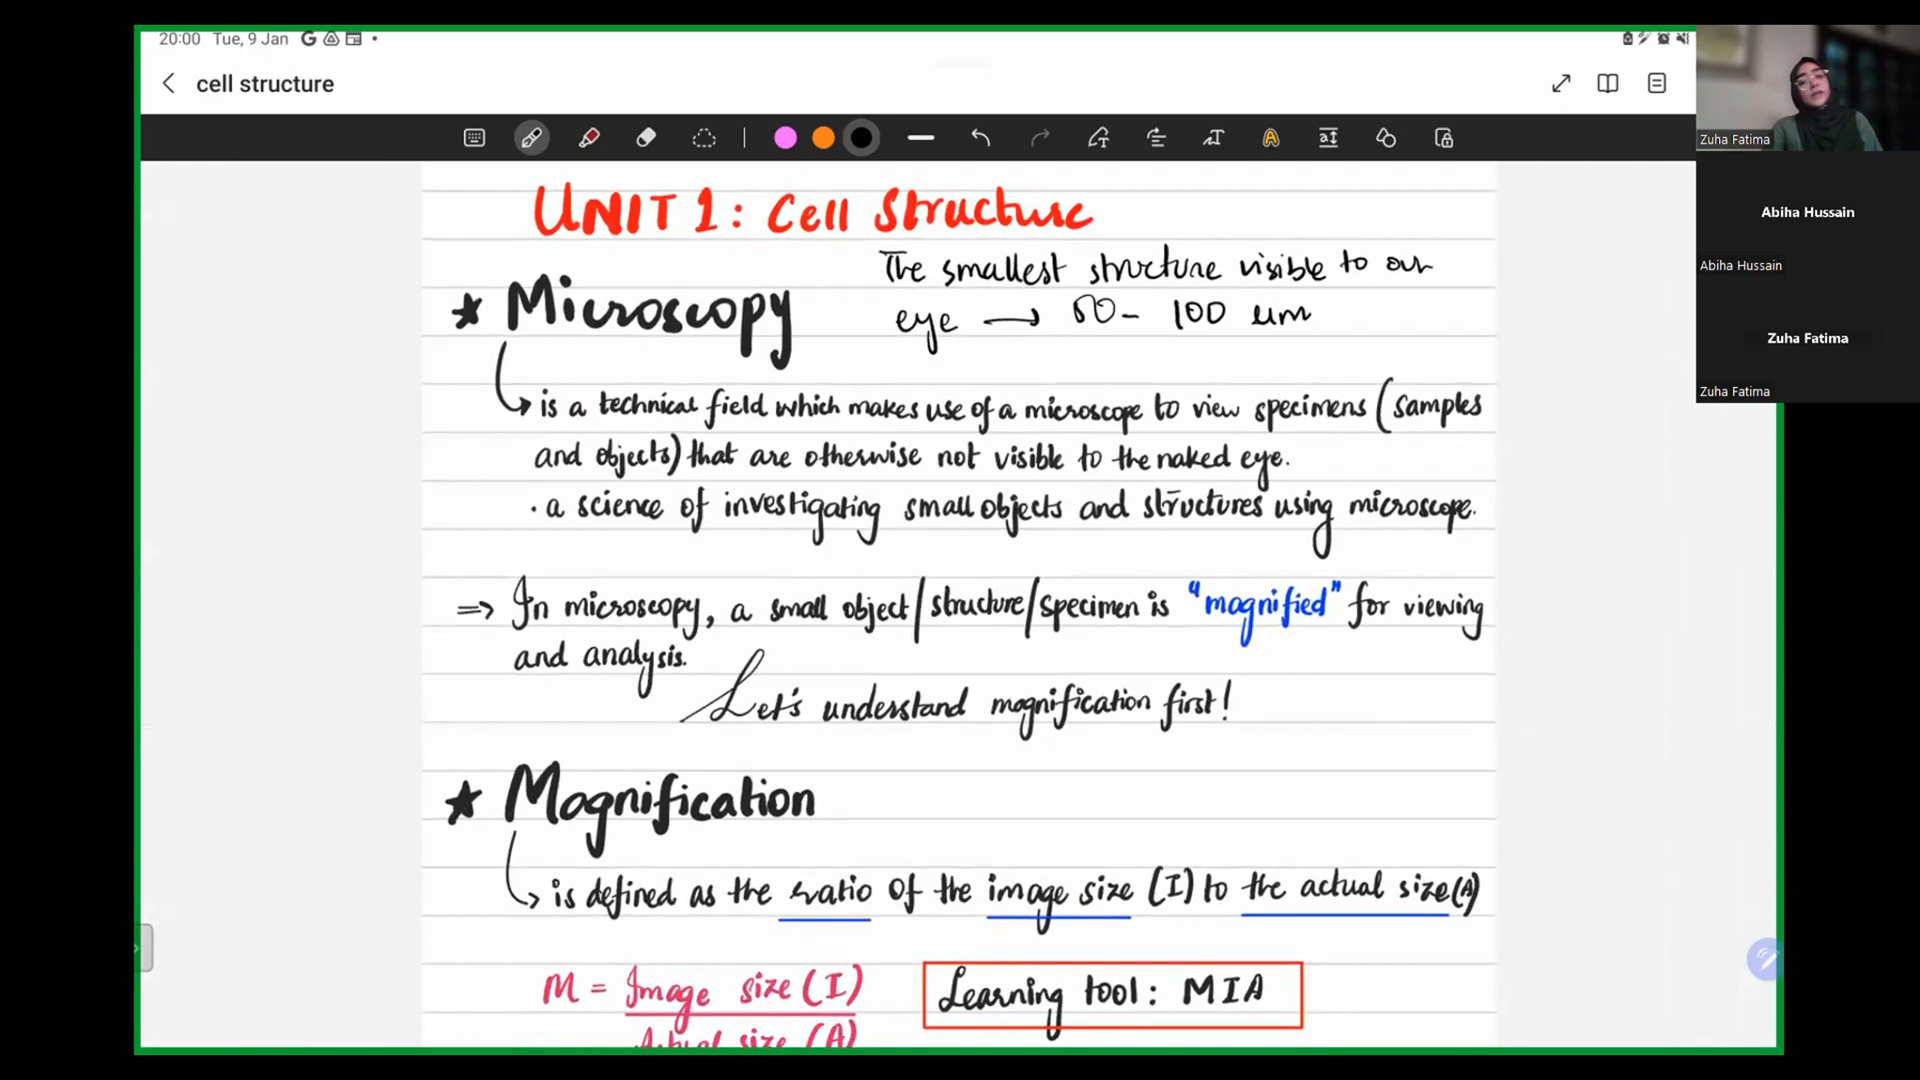 20:00 Tue, 9 Jan
cell structure
Zuha Fatima
Abiha Hussain
Abiha Hussain
Zuha Fatima
Zuha Fatima
UNIT 1: Cell Structure
The smallest structure visible to our
eye → 50- 100 um
★ Microscopy
↳ is a technical field which makes use of a microscope to view specimens (samples
and objects) that are otherwise not visible to the naked eye.
· a science of investigating small objects and structures using microscope.
⇒ In microscopy, a small object/structure/specimen is "magnified" for viewing
and analysis.
Let's understand magnification first!
★ Magnification
↳ is defined as the ratio of the image size (I) to the actual size (A)
M = Image size (I)
Actual size (A)
Learning tool: MIA